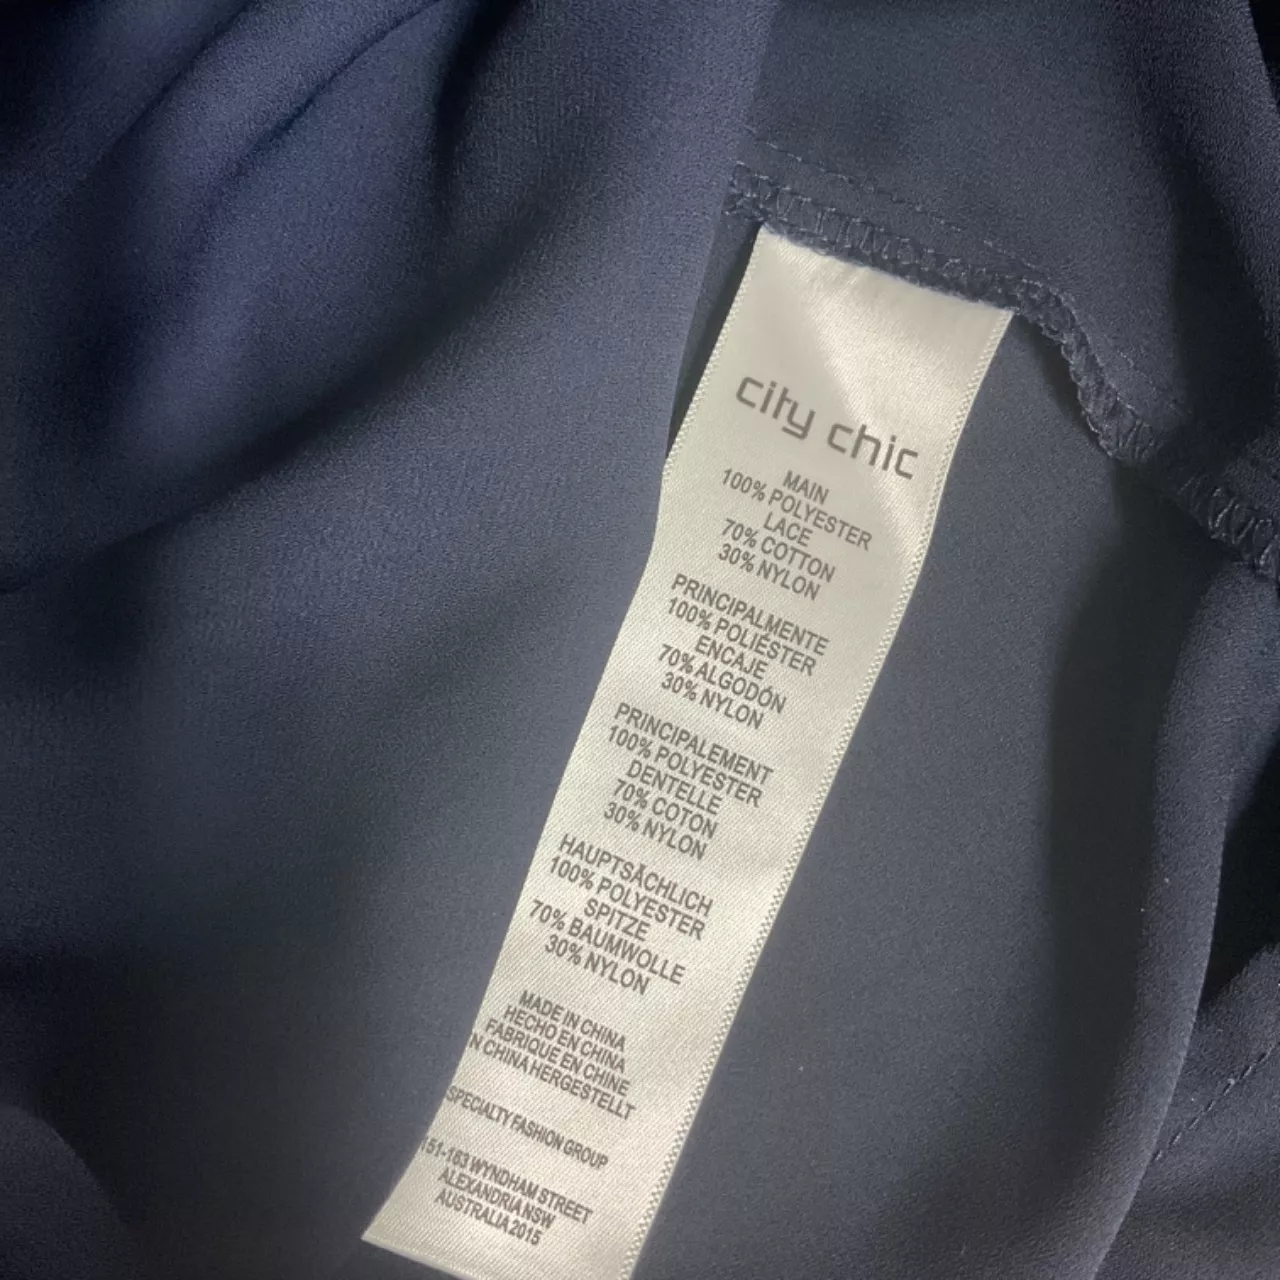 city chic
MAIN
100% POLYESTER
LACE
70% COTTON
30% NYLON
PRINCIPALMENTE
100% POLIÉSTER
ENCAJE
70% ALGODÓN
30% NYLON
PRINCIPALEMENT
100% POLYESTER
DENTELLE
70% COTON
30% NYLON
HAUPTSÄCHLICH
100% POLYESTER
SPITZE
70% BAUMWOLLE
30% NYLON
MADE IN CHINA
HECHO EN CHINA
FABRIQUE EN CHINE
N CHINA HERGESTELLT
SPECIALTY FASHION GROUP
151-163 WYNDHAM STREET
ALEXANDRIA NSW
AUSTRALIA 2015